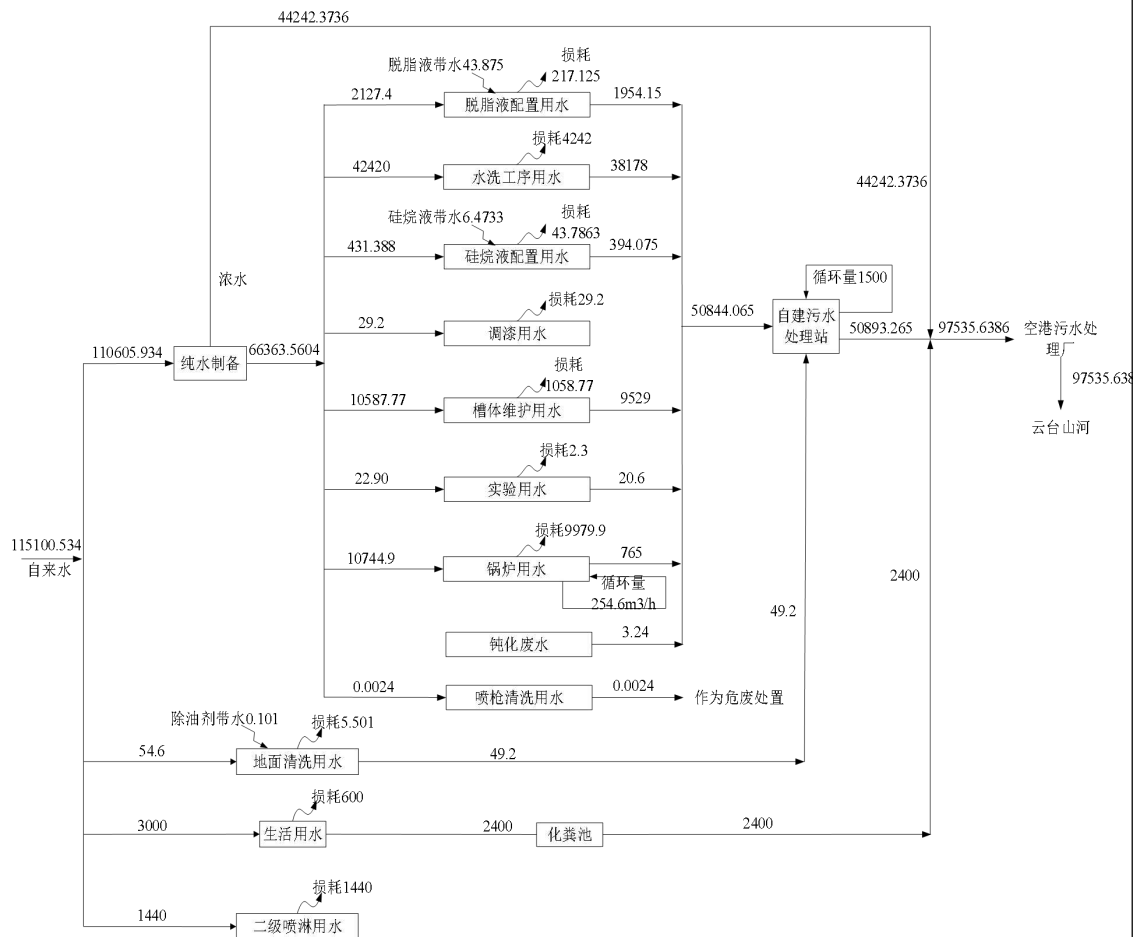 44242.3736
脱脂液带水43.875
损耗
217.125
2127.4
脱脂液配置用水
1954.15
损耗4242
42420
水洗工序用水
38178
44242.3736
硅烷液带水6.4733
损耗
43.7863
431.388
硅烷液配置用水
394.075
浓水
循环量1500
损耗29.2
29.2
调漆用水
50844.065
自建污水
处理站
50893.265
97535.6386
空港污水处
理厂
110605.934
纯水制备
66363.5604
损耗
1058.77
10587.77
槽体维护用水
9529
97535.638
云台山河
损耗2.3
22.90
实验用水
20.6
115100.534
自来水
损耗9979.9
10744.9
锅炉用水
765
循环量
254.6m3/h
2400
49.2
钝化废水
3.24
0.0024
喷枪清洗用水
0.0024
作为危废处置
除油剂带水0.101
损耗5.501
54.6
地面清洗用水
49.2
损耗600
3000
生活用水
2400
化粪池
2400
损耗1440
1440
二级喷淋用水